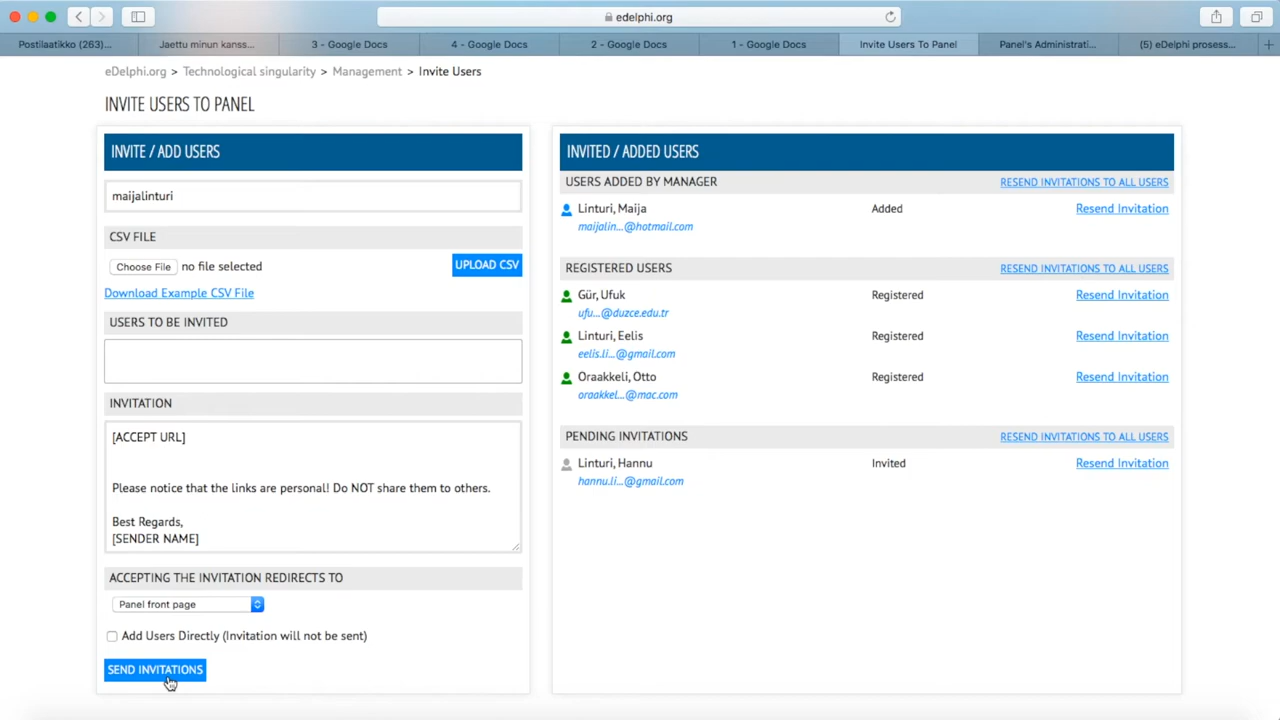 edelphi.org
Postilaatikko (263)...
Jaettu minun kanss...
3 - Google Docs
4 - Google Docs
2 - Google Docs
1 - Google Docs
Invite Users To Panel
Panel's Administrati...
(5) eDelphi prosess...
eDelphi.org > Technological singularity > Management > Invite Users
INVITE USERS TO PANEL
INVITE / ADD USERS
maijalinturi
CSV FILE
Choose File no file selected
UPLOAD CSV
Download Example CSV File
USERS TO BE INVITED
INVITATION
[ACCEPT URL]
Please notice that the links are personal! Do NOT share them to others.
Best Regards,
[SENDER NAME]
ACCEPTING THE INVITATION REDIRECTS TO
Panel front page
Add Users Directly (Invitation will not be sent)
SEND INVITATIONS
INVITED / ADDED USERS
USERS ADDED BY MANAGER
RESEND INVITATIONS TO ALL USERS
Linturi, Maija
Added
Resend Invitation
maijalin...@hotmail.com
REGISTERED USERS
RESEND INVITATIONS TO ALL USERS
Gür, Ufuk
Registered
Resend Invitation
ufu...@duzce.edu.tr
Linturi, Eelis
Registered
Resend Invitation
eelis.li...@gmail.com
Oraakkeli, Otto
Registered
Resend Invitation
oraakkel...@mac.com
PENDING INVITATIONS
RESEND INVITATIONS TO ALL USERS
Linturi, Hannu
Invited
Resend Invitation
hannu.li...@gmail.com